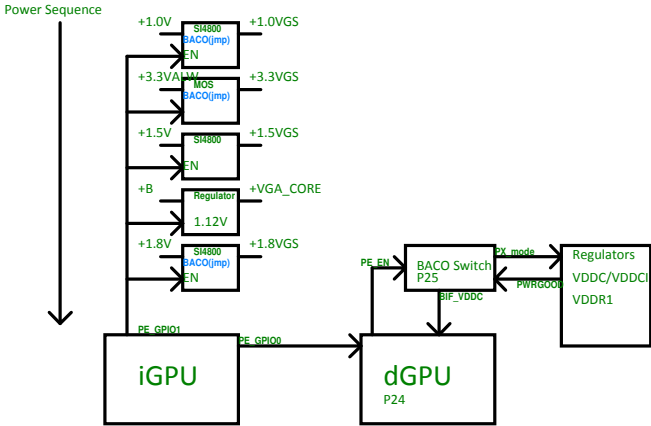 Power Sequence
+1.0V
SI4800
BACO(jmp)
EN
+1.0VGS
+3.3VALW
MOS
BACO(jmp)
+3.3VGS
+1.5V
SI4800
EN
+1.5VGS
+B
Regulator
1.12V
+VGA_CORE
+1.8V
SI4800
BACO(jmp)
EN
+1.8VGS
PE_GPIO1
iGPU
PE_GPIO0
PE_EN
BACO Switch
P25
BIF_VDDC
PX_mode
PWRGOOD
Regulators
VDDC/VDDCI
VDDR1
dGPU
P24